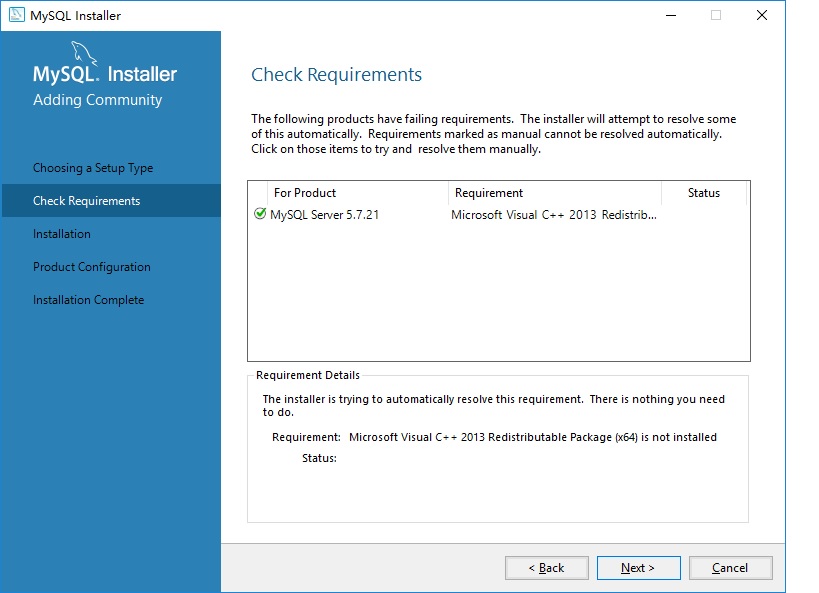 MySQL Installer
MySQL. Installer
Adding Community
Choosing a Setup Type
Check Requirements
Installation
Product Configuration
Installation Complete
Check Requirements
The following products have failing requirements. The installer will attempt to resolve some
of this automatically. Requirements marked as manual cannot be resolved automatically.
Click on those items to try and resolve them manually.
For Product Requirement Status
MySQL Server 5.7.21 Microsoft Visual C++ 2013 Redistrib...
Requirement Details
The installer is trying to automatically resolve this requirement. There is nothing you need
to do.
Requirement: Microsoft Visual C++ 2013 Redistributable Package (x64) is not installed
Status:
< Back Next > Cancel